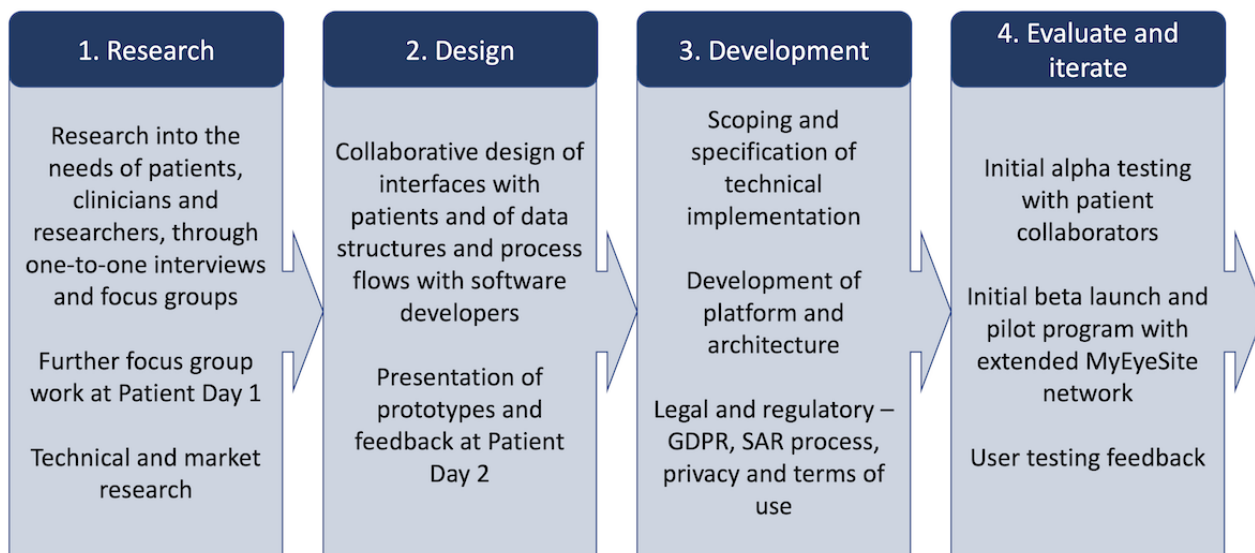 1. Research
Research into the
needs of patients,
clinicians and
researchers, through
one-to-one interviews
and focus groups
Further focus group
work at Patient Day 1
Technical and market
research
2. Design
Collaborative design of
interfaces with
patients and of data
structures and process
flows with software
developers
Presentation of
prototypes and
feedback at Patient
Day 2
3. Development
Scoping and
specification of
technical
implementation
Development of
platform and
architecture
Legal and regulatory –
GDPR, SAR process,
privacy and terms of
use
4. Evaluate and
iterate
Initial alpha testing
with patient
collaborators
Initial beta launch and
pilot program with
extended MyEyeSite
network
User testing feedback